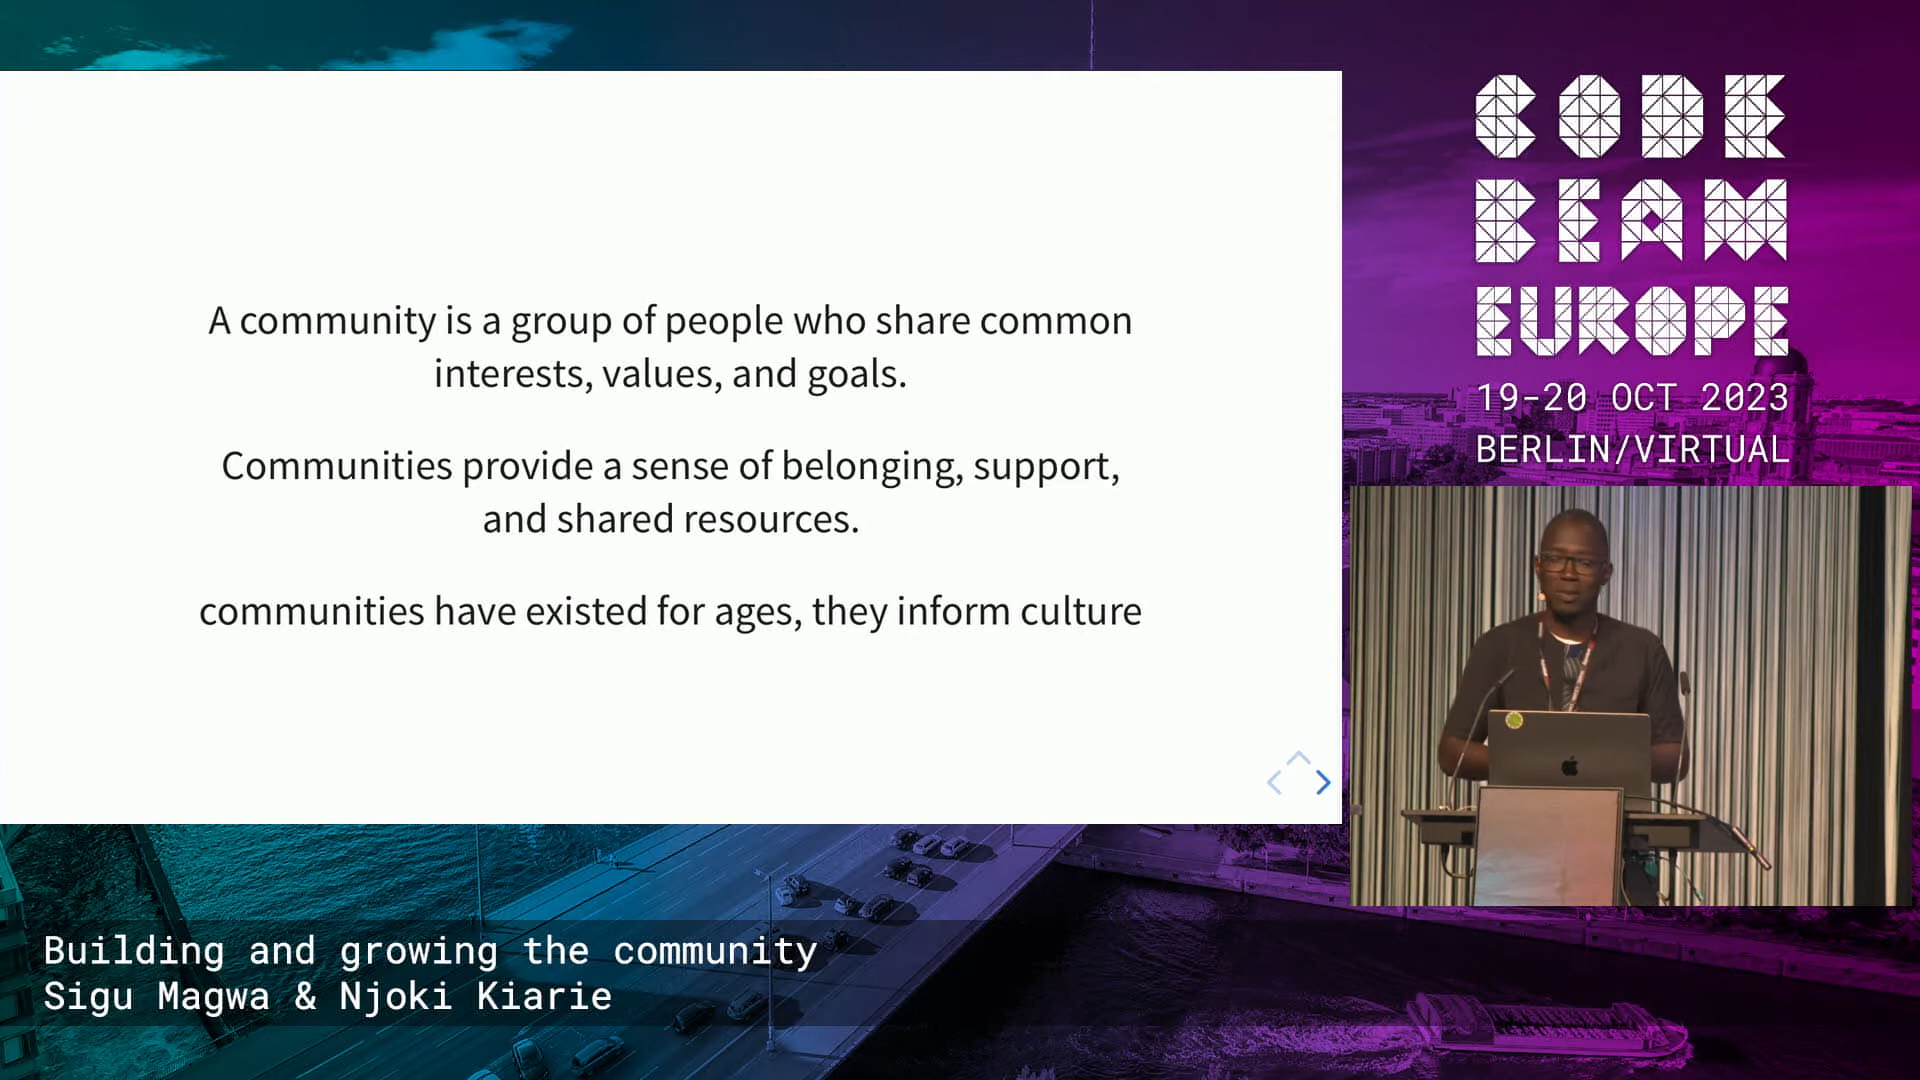 A community is a group of people who share common
interests, values, and goals.
Communities provide a sense of belonging, support,
and shared resources.
communities have existed for ages, they inform culture
CODE
BEAM
EUROPE
19-20 OCT 2023
BERLIN/VIRTUAL
Building and growing the community
Sigu Magwa & Njoki Kiarie